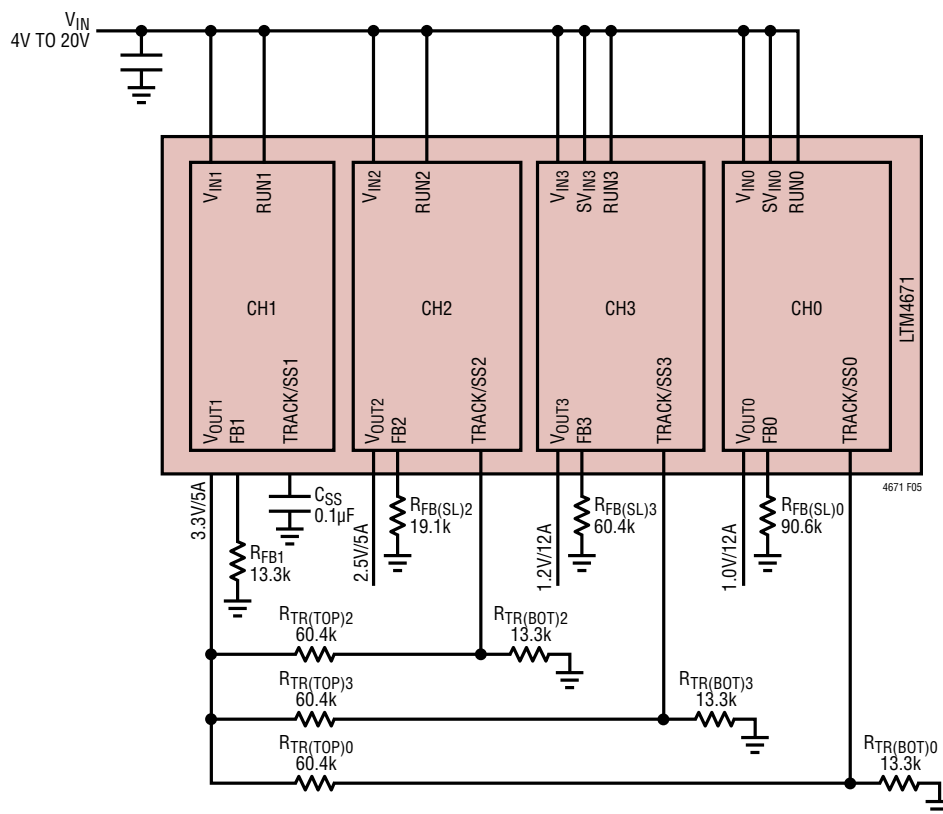 VIN
4V TO 20V
VIN1
RUN1
VIN2
RUN2
VIN3
SVIN3
RUN3
VIN0
SVIN0
RUN0
CH1
CH2
CH3
CH0
LTM4671
VOUT1
FB1
TRACK/SS1
VOUT2
FB2
TRACK/SS2
VOUT3
FB3
TRACK/SS3
VOUT0
FB0
TRACK/SS0
4671 F05
3.3V/5A
RFB1
13.3k
CSS
0.1µF
2.5V/5A
RFB(SL)2
19.1k
1.2V/12A
RFB(SL)3
60.4k
1.0V/12A
RFB(SL)0
90.6k
RTR(TOP)2
60.4k
RTR(BOT)2
13.3k
RTR(TOP)3
60.4k
RTR(BOT)3
13.3k
RTR(TOP)0
60.4k
RTR(BOT)0
13.3k